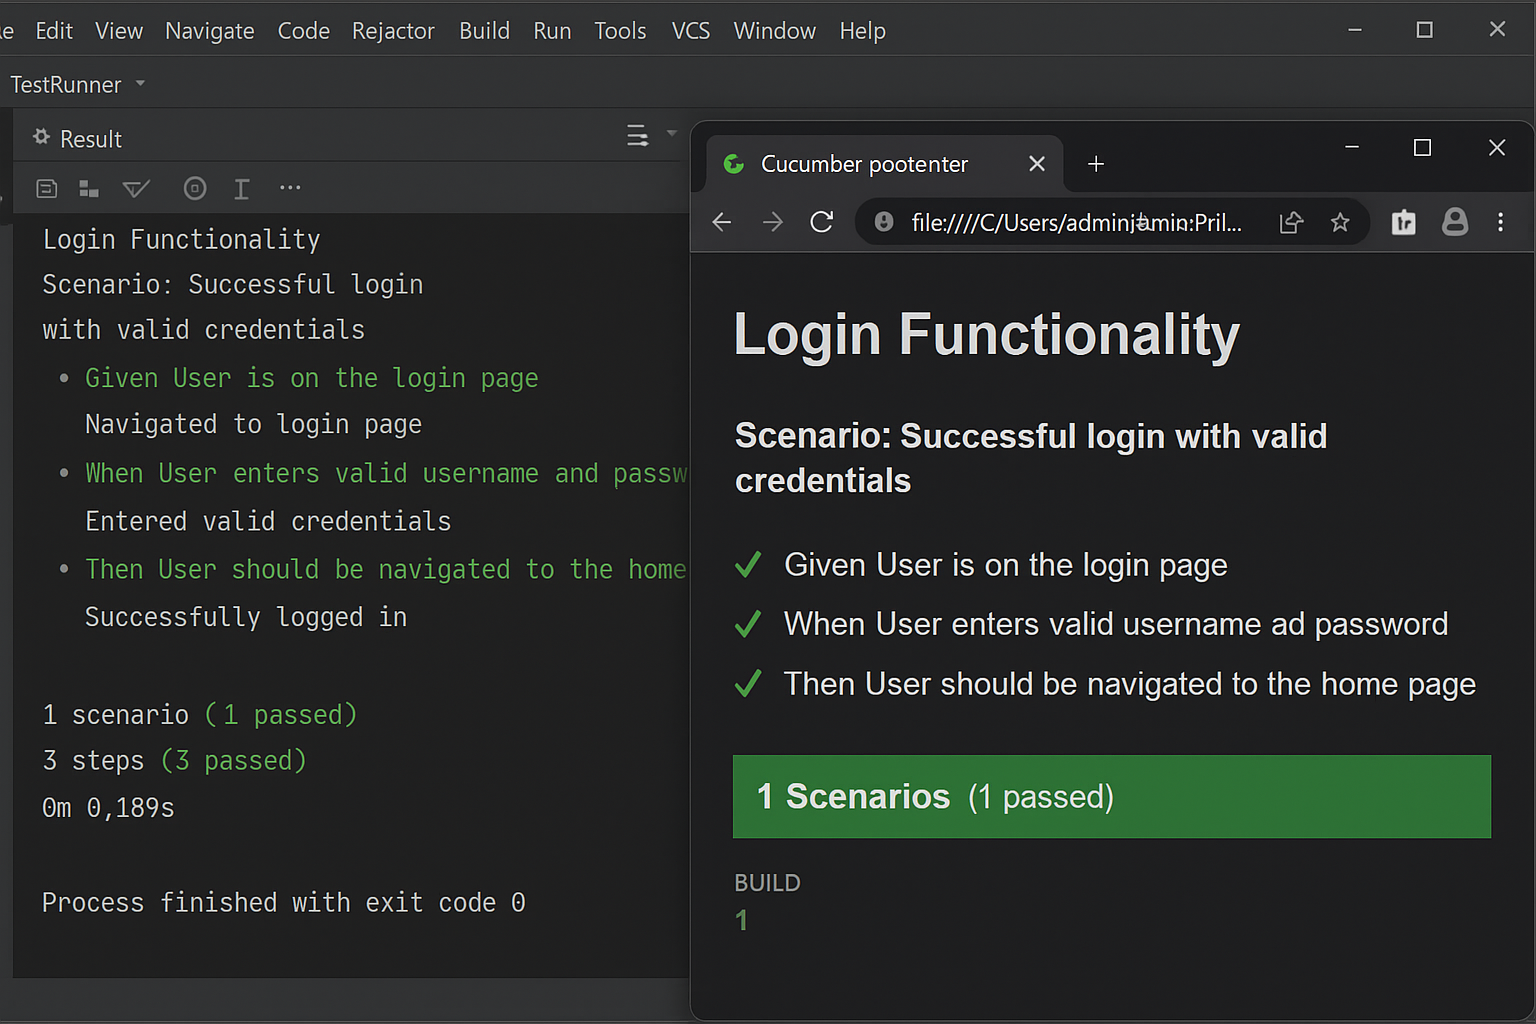 e Edit View Navigate Code Rejactor Build Run Tools VCS Window Help
TestRunner
Result
Login Functionality
Scenario: Successful login
with valid credentials
• Given User is on the login page
Navigated to login page
• When User enters valid username and passw
Entered valid credentials
• Then User should be navigated to the home
Successfully logged in
1 scenario (1 passed)
3 steps (3 passed)
0m 0,189s
Process finished with exit code 0
Cucumber pootenter
file:////C/Users/adminjamin:Pril...
tr
Login Functionality
Scenario: Successful login with valid
credentials
Given User is on the login page
When User enters valid username ad password
Then User should be navigated to the home page
1 Scenarios (1 passed)
BUILD
1